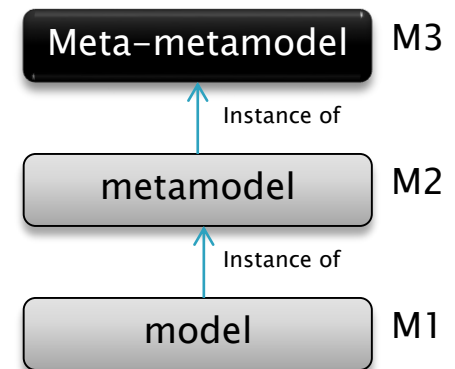 Meta-metamodel M3
Instance of
metamodel M2
Instance of
model M1